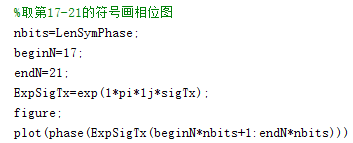 %取第17-21的符号画相位图
nbits=LenSymPhase;
beginN=17;
endN=21;
ExpSigTx=exp(1*pi*1j*sigTx);
figure;
plot(phase(ExpSigTx(beginN*nbits+1:endN*nbits)))